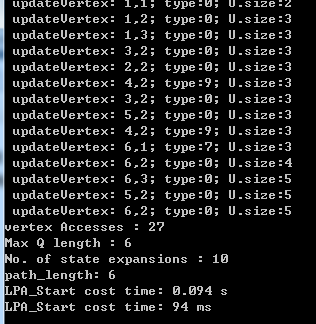 updateVertex: 1,1; type:0; U.size:2
updateVertex: 1,2; type:0; U.size:3
updateVertex: 1,3; type:0; U.size:3
updateVertex: 3,2; type:0; U.size:3
updateVertex: 2,2; type:0; U.size:3
updateVertex: 4,2; type:9; U.size:3
updateVertex: 3,2; type:0; U.size:3
updateVertex: 5,2; type:0; U.size:3
updateVertex: 4,2; type:9; U.size:3
updateVertex: 6,1; type:7; U.size:3
updateVertex: 6,2; type:0; U.size:4
updateVertex: 6,3; type:0; U.size:5
updateVertex: 5,2; type:0; U.size:5
updateVertex: 6,2; type:0; U.size:5
vertex Accesses : 27
Max Q length : 6
No. of state expansions : 10
path_length: 6
LPA_Start cost time: 0.094 s
LPA_Start cost time: 94 ms